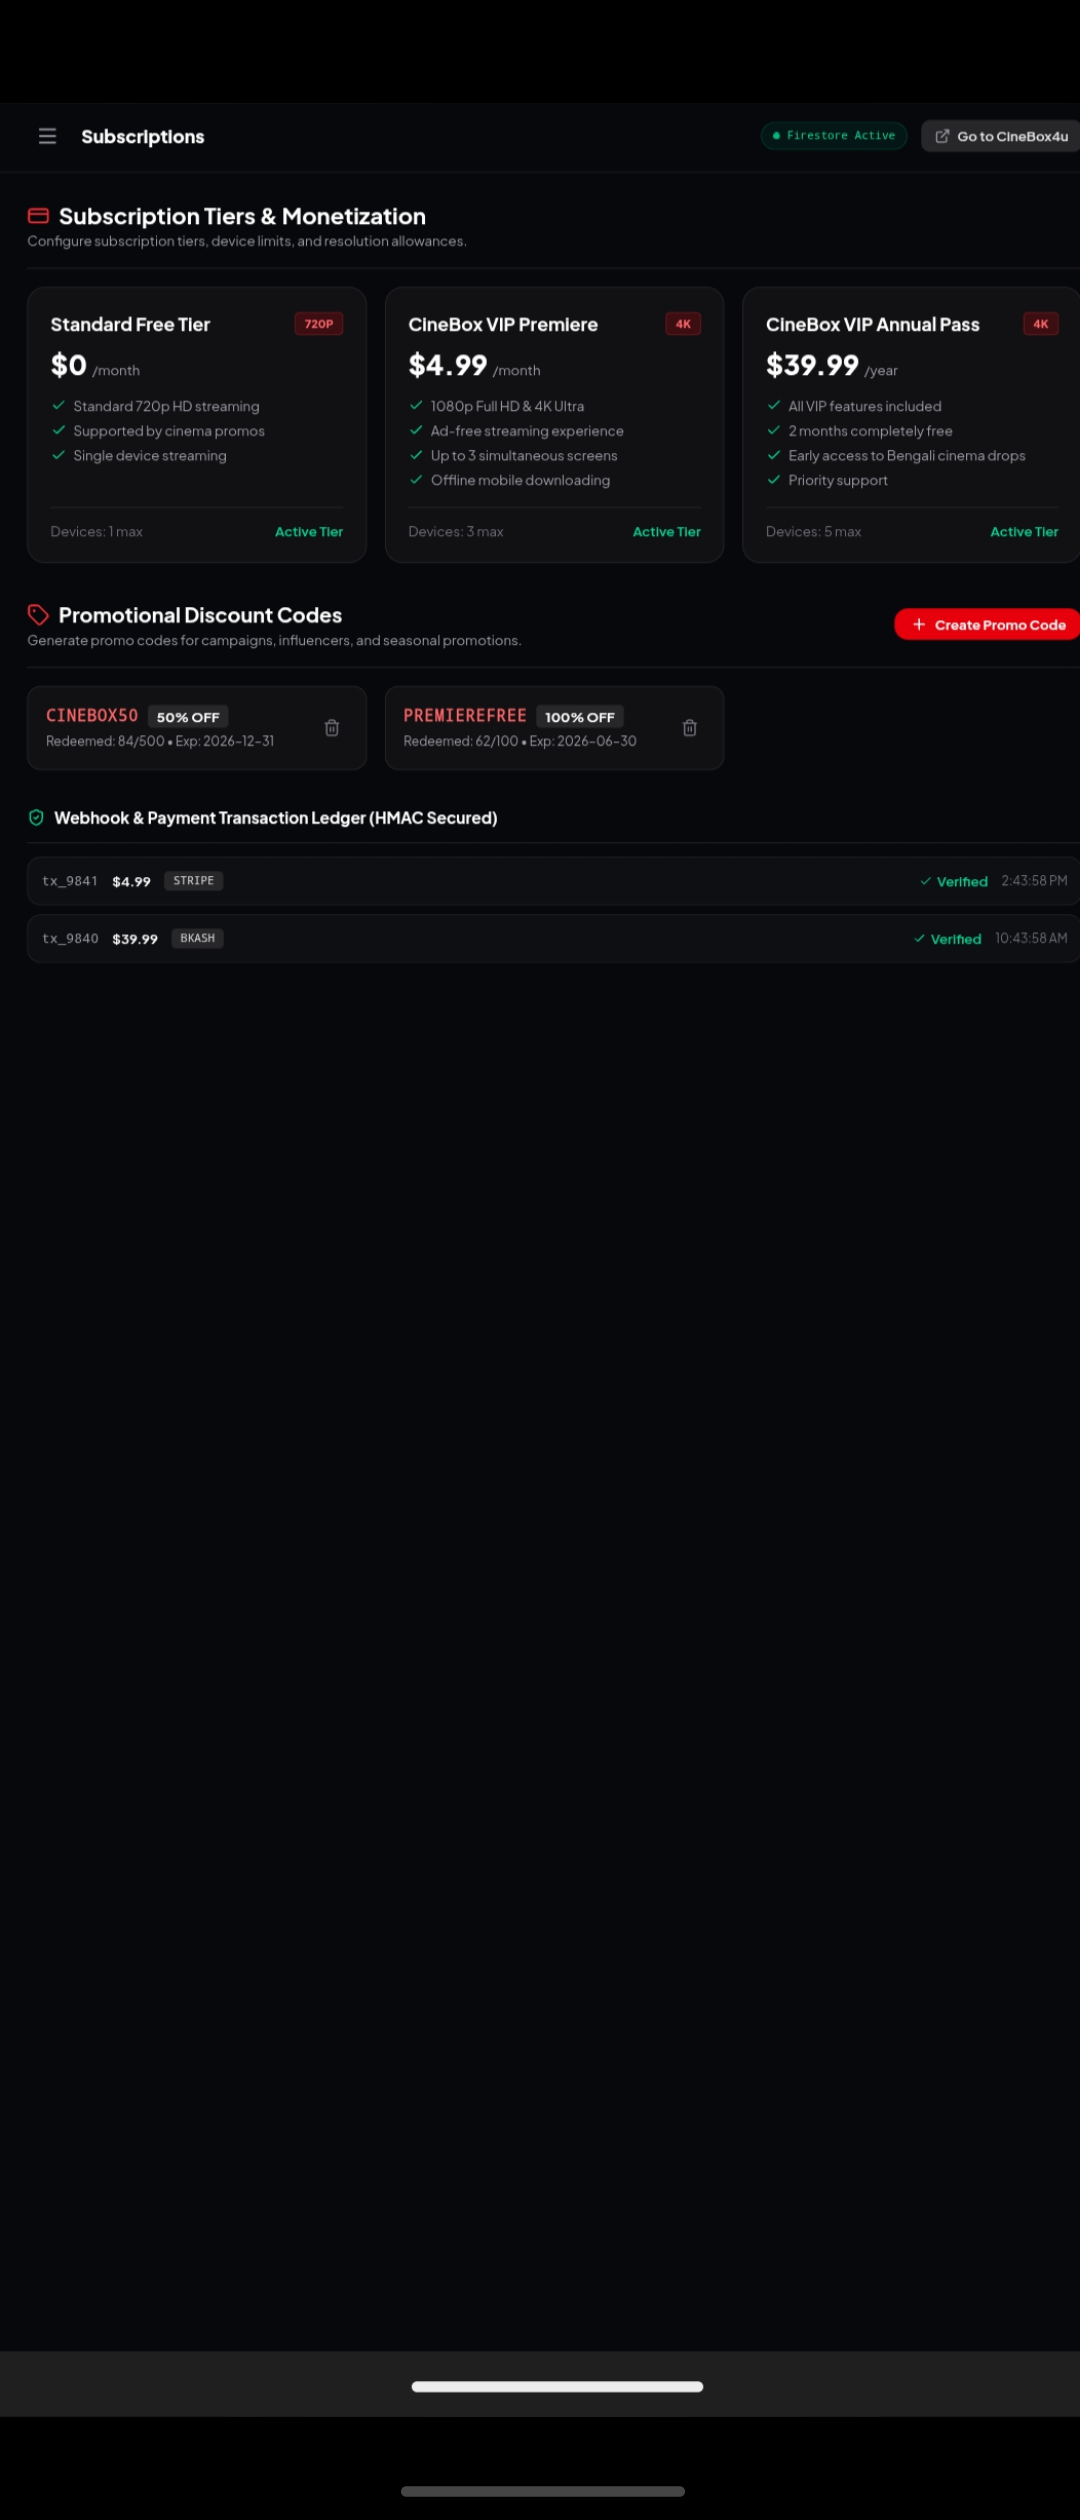 Subscriptions
Firestore Active
Go to CineBox4u
Subscription Tiers & Monetization
Configure subscription tiers, device limits, and resolution allowances.
Standard Free Tier
720P
$0 /month
Standard 720p HD streaming
Supported by cinema promos
Single device streaming
Devices: 1 max
Active Tier
CineBox VIP Premiere
4K
$4.99 /month
1080p Full HD & 4K Ultra
Ad-free streaming experience
Up to 3 simultaneous screens
Offline mobile downloading
Devices: 3 max
Active Tier
CineBox VIP Annual Pass
4K
$39.99 /year
All VIP features included
2 months completely free
Early access to Bengali cinema drops
Priority support
Devices: 5 max
Active Tier
Promotional Discount Codes
Generate promo codes for campaigns, influencers, and seasonal promotions.
Create Promo Code
CINEBOX50 50% OFF
Redeemed: 84/500 • Exp: 2026-12-31
PREMIEREFREE 100% OFF
Redeemed: 62/100 • Exp: 2026-06-30
Webhook & Payment Transaction Ledger (HMAC Secured)
tx_9841 $4.99 STRIPE Verified 2:43:58 PM
tx_9840 $39.99 BKASH Verified 10:43:58 AM